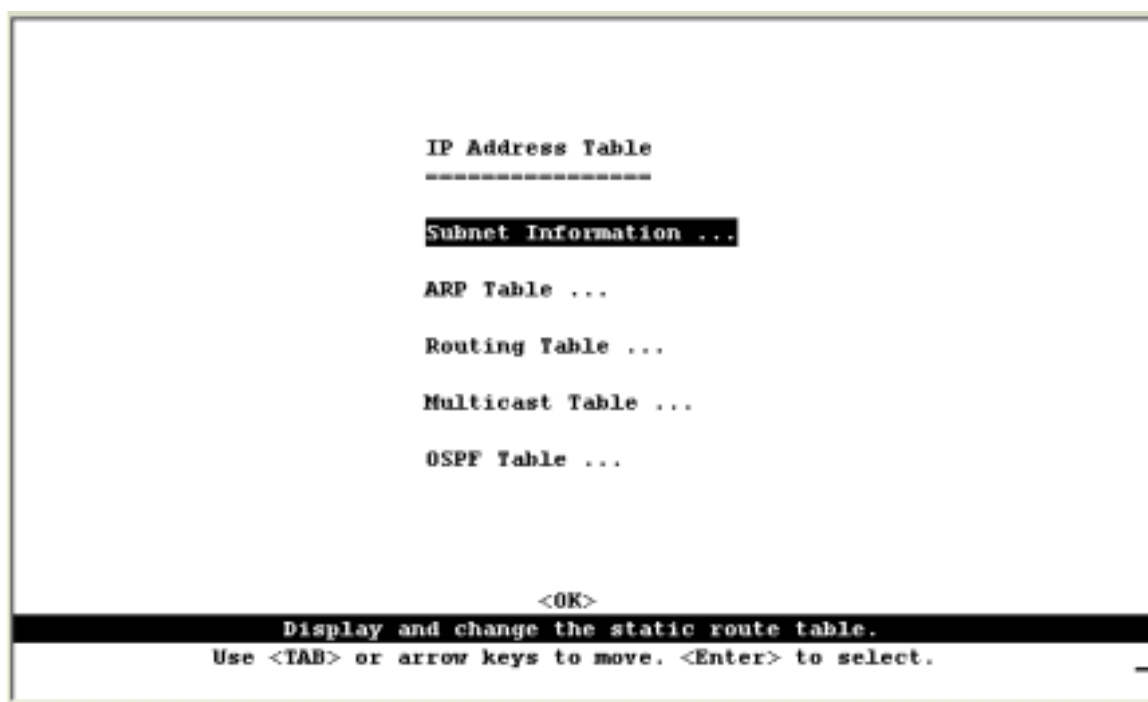 IP Address Table
================
Subnet Information ...
ARP Table ...
Routing Table ...
Multicast Table ...
OSPF Table ...
<OK>
Display and change the static route table.
Use <TAB> or arrow keys to move. <Enter> to select.